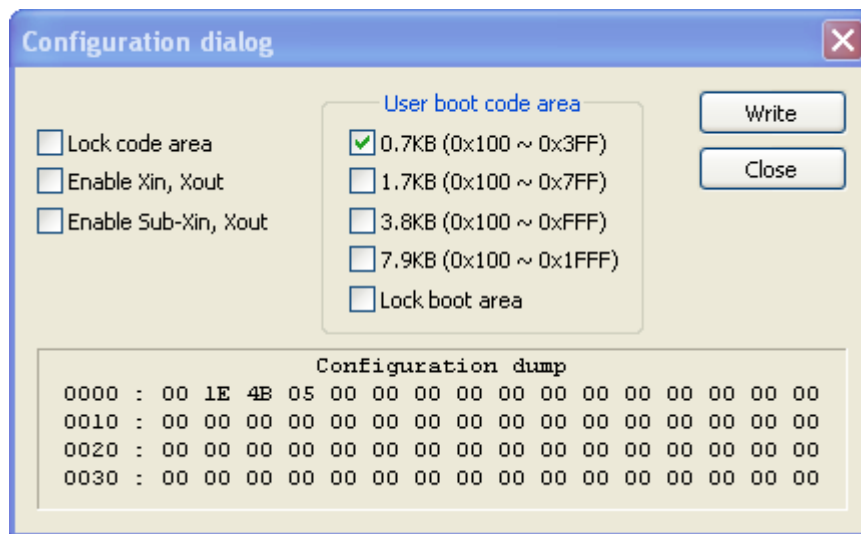 Configuration dialog
Lock code area
Enable Xin, Xout
Enable Sub-Xin, Xout
User boot code area
0.7KB (0x100 ~ 0x3FF)
1.7KB (0x100 ~ 0x7FF)
3.8KB (0x100 ~ 0xFFF)
7.9KB (0x100 ~ 0x1FFF)
Lock boot area
Write
Close
Configuration dump
0000 : 00 1E 4B 05 00 00 00 00 00 00 00 00 00 00 00 00
0010 : 00 00 00 00 00 00 00 00 00 00 00 00 00 00 00 00
0020 : 00 00 00 00 00 00 00 00 00 00 00 00 00 00 00 00
0030 : 00 00 00 00 00 00 00 00 00 00 00 00 00 00 00 00